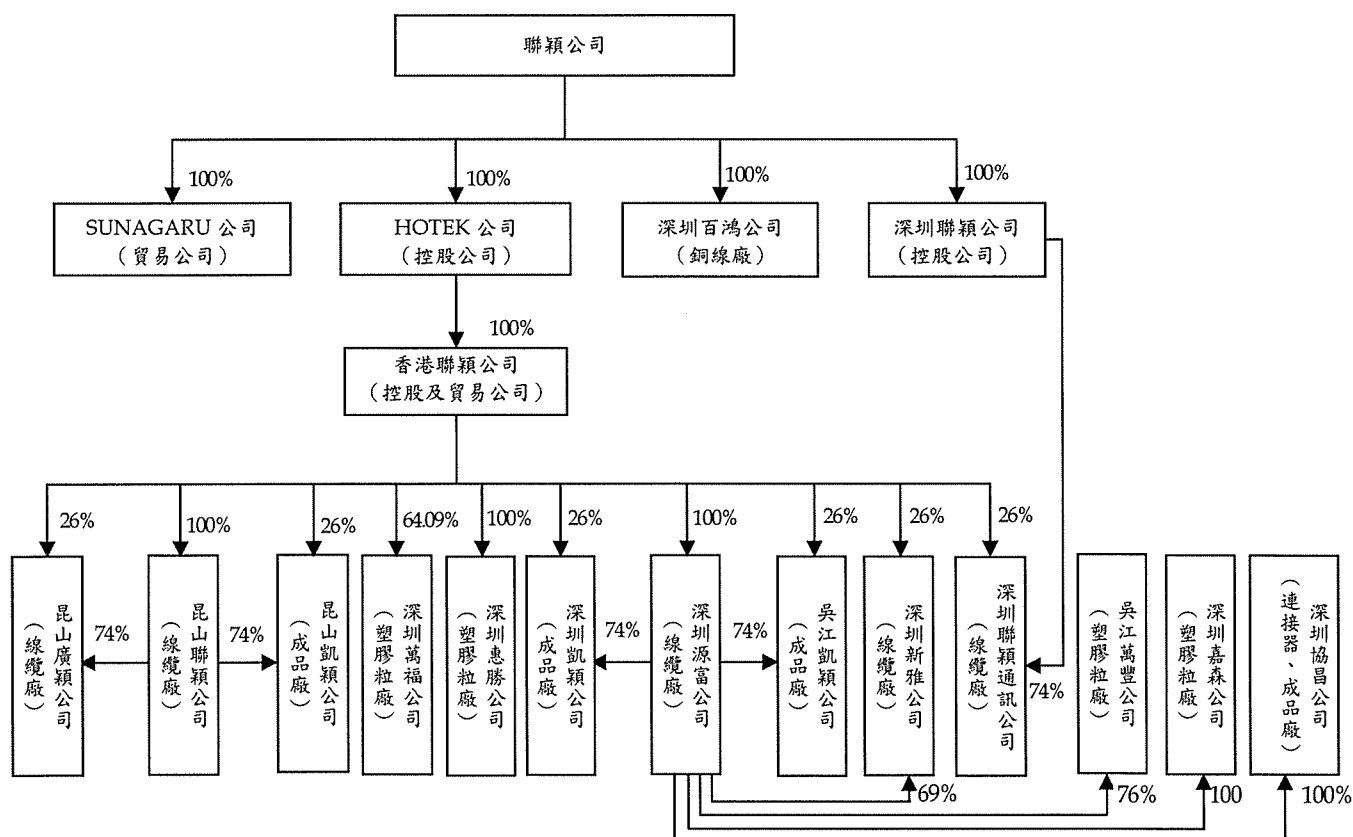 聯穎公司
100%
100%
100%
100%
SUNAGARU 公司
（貿易公司）
HOTEK 公司
（控股公司）
深圳百鴻公司
（銅線廠）
深圳聯穎公司
（控股公司）
100%
香港聯穎公司
（控股及貿易公司）
26%
100%
26%
64.09%
100%
26%
100%
26%
26%
26%
昆山廣穎公司
（線纜廠）
74%
昆山聯穎公司
（線纜廠）
74%
昆山凱穎公司
（成品廠）
深圳萬福公司
（塑膠粒廠）
深圳惠勝公司
（塑膠粒廠）
深圳凱穎公司
（成品廠）
74%
深圳源富公司
（線纜廠）
74%
吳江凱穎公司
（成品廠）
深圳新雅公司
（線纜廠）
深圳聯穎通訊公司
（線纜廠）
74%
吳江萬豐公司
（塑膠粒廠）
深圳嘉森公司
（塑膠粒廠）
深圳協昌公司
（連接器、成品廠）
69%
76%
100
100%